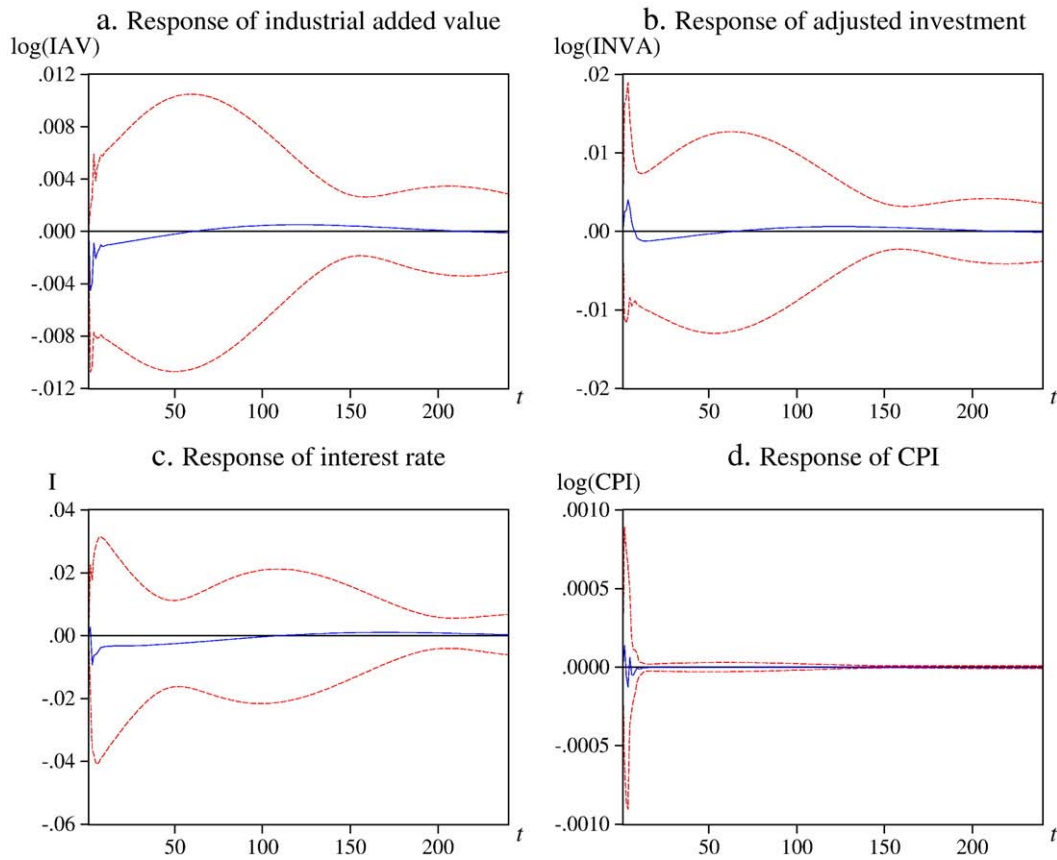 a. Response of industrial added value
log(IAV)
.012
.008
.004
.000
-.004
-.008
-.012
50 100 150 200 t
b. Response of adjusted investment
log(INVA)
.02
.01
.00
-.01
-.02
50 100 150 200 t
c. Response of interest rate
I
.04
.02
.00
-.02
-.04
-.06
50 100 150 200 t
d. Response of CPI
log(CPI)
.0010
.0005
.0000
-.0005
-.0010
50 100 150 200 t